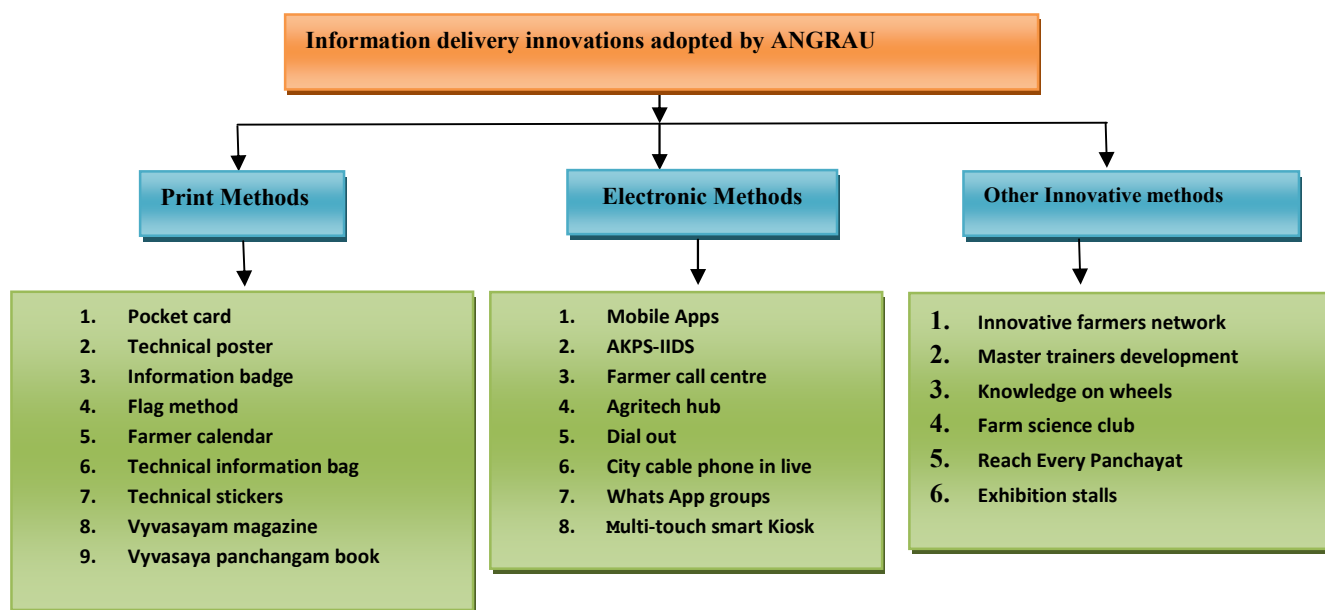 Information delivery innovations adopted by ANGRAU
Print Methods
Electronic Methods
Other Innovative methods
1. Pocket card
2. Technical poster
3. Information badge
4. Flag method
5. Farmer calendar
6. Technical information bag
7. Technical stickers
8. Vyvasayam magazine
9. Vyvasaya panchangam book
1. Mobile Apps
2. AKPS-IIDS
3. Farmer call centre
4. Agritech hub
5. Dial out
6. City cable phone in live
7. Whats App groups
8. Multi-touch smart Kiosk
1. Innovative farmers network
2. Master trainers development
3. Knowledge on wheels
4. Farm science club
5. Reach Every Panchayat
6. Exhibition stalls